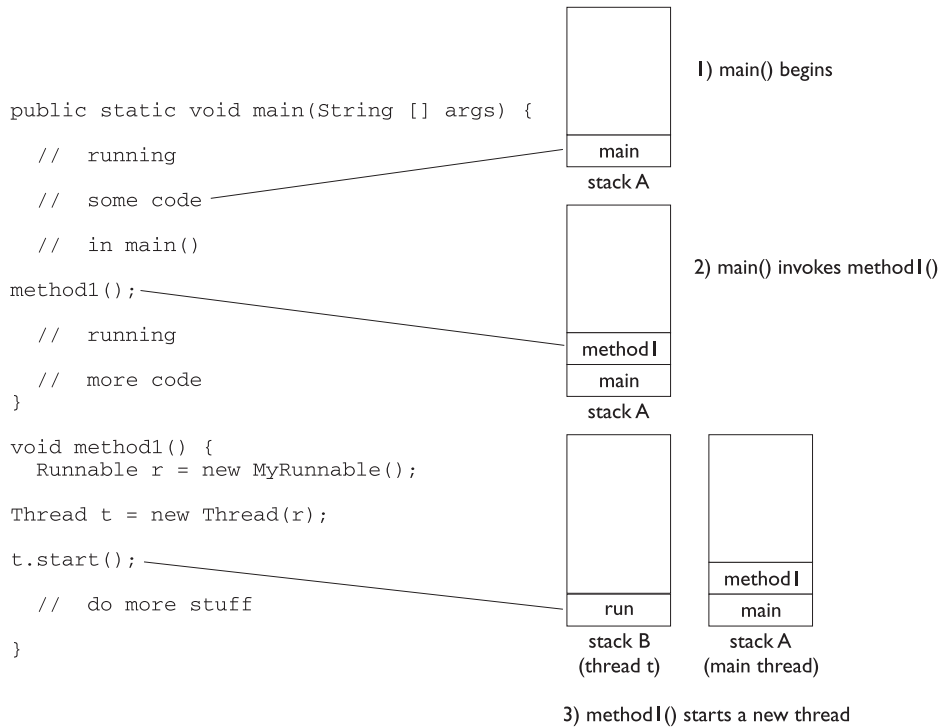 public static void main(String [] args) {
// running
// some code
// in main()
method1();
// running
// more code
}
void method1() {
Runnable r = new MyRunnable();
Thread t = new Thread(r);
t.start();
// do more stuff
}
1) main() begins
main
stack A
2) main() invokes method1()
method1
main
stack A
run
stack B
(thread t)
method1
main
stack A
(main thread)
3) method1() starts a new thread